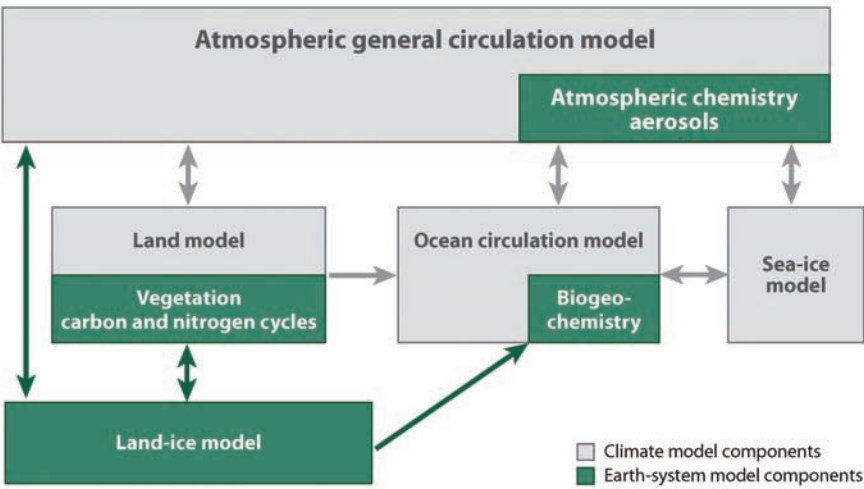 Atmospheric general circulation model
Atmospheric chemistry
aerosols
Land model
Vegetation
carbon and nitrogen cycles
Ocean circulation model
Biogeo-
chemistry
Sea-ice
model
Land-ice model
Climate model components
Earth-system model components